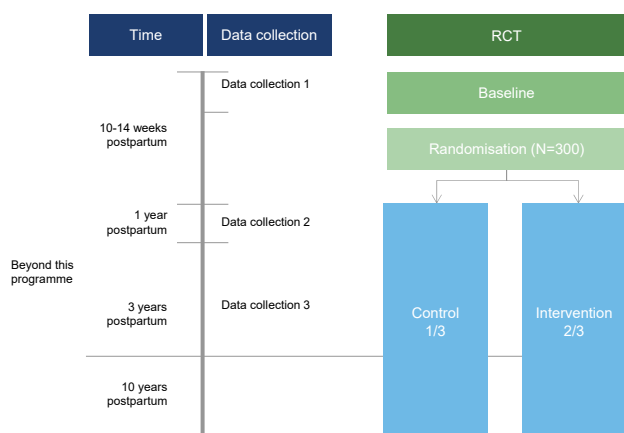 Time
Data collection
RCT
Data collection 1
Baseline
10-14 weeks
postpartum
Randomisation (N=300)
1 year
postpartum
Data collection 2
Beyond this
programme
3 years
postpartum
Data collection 3
Control
1/3
Intervention
2/3
10 years
postpartum